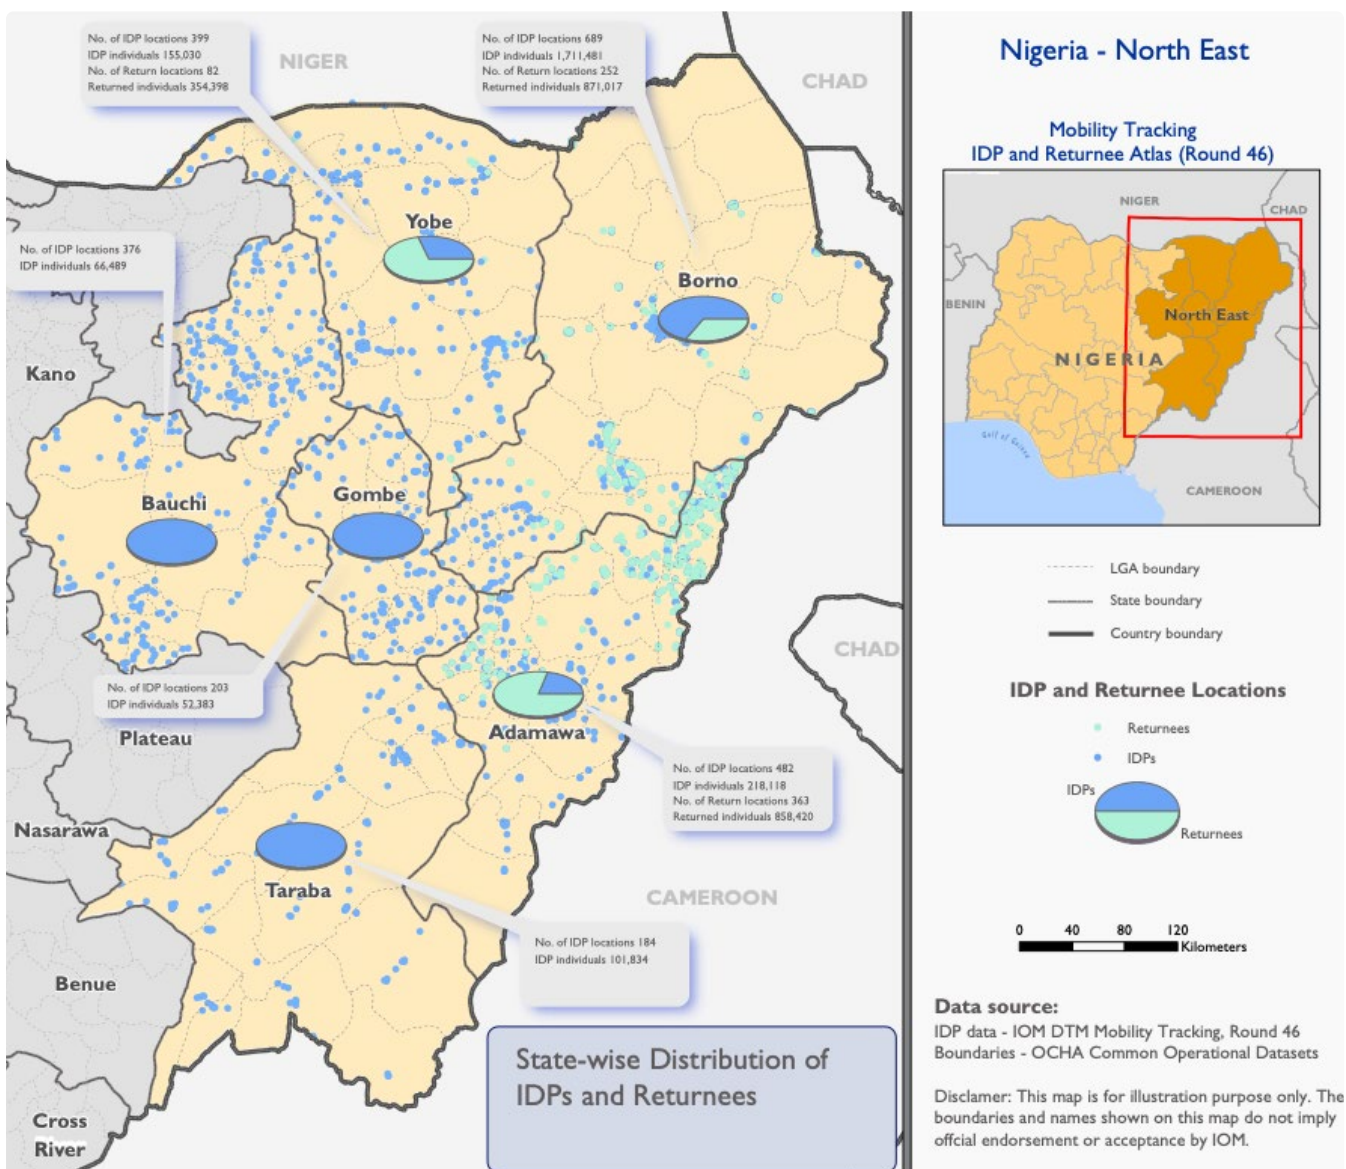 No. of IDP locations 399
IDP individuals 155,030
No. of Return locations 82
Returned individuals 354,398
NIGER
No. of IDP locations 689
IDP individuals 1,711,481
No. of Return locations 252
Returned individuals 871,017
CHAD
No. of IDP locations 376
IDP individuals 66,489
Yobe
Borno
Kano
Bauchi
Gombe
No. of IDP locations 203
IDP individuals 52,383
Plateau
Adamawa
CHAD
No. of IDP locations 482
IDP individuals 218,118
No. of Return locations 363
Returned individuals 858,420
Nasarawa
Taraba
CAMEROON
No. of IDP locations 184
IDP individuals 101,834
Benue
Cross
River
State-wise Distribution of
IDPs and Returnees
Nigeria - North East
Mobility Tracking
IDP and Returnee Atlas (Round 46)
NIGER
CHAD
BENIN
North East
NIGERIA
Gulf of Guinea
CAMEROON
LGA boundary
State boundary
Country boundary
IDP and Returnee Locations
Returnees
IDPs
IDPs
Returnees
0 40 80 120
Kilometers
Data source:
IDP data - IOM DTM Mobility Tracking, Round 46
Boundaries - OCHA Common Operational Datasets
Disclamer: This map is for illustration purpose only. The
boundaries and names shown on this map do not imply
offcial endorsement or acceptance by IOM.